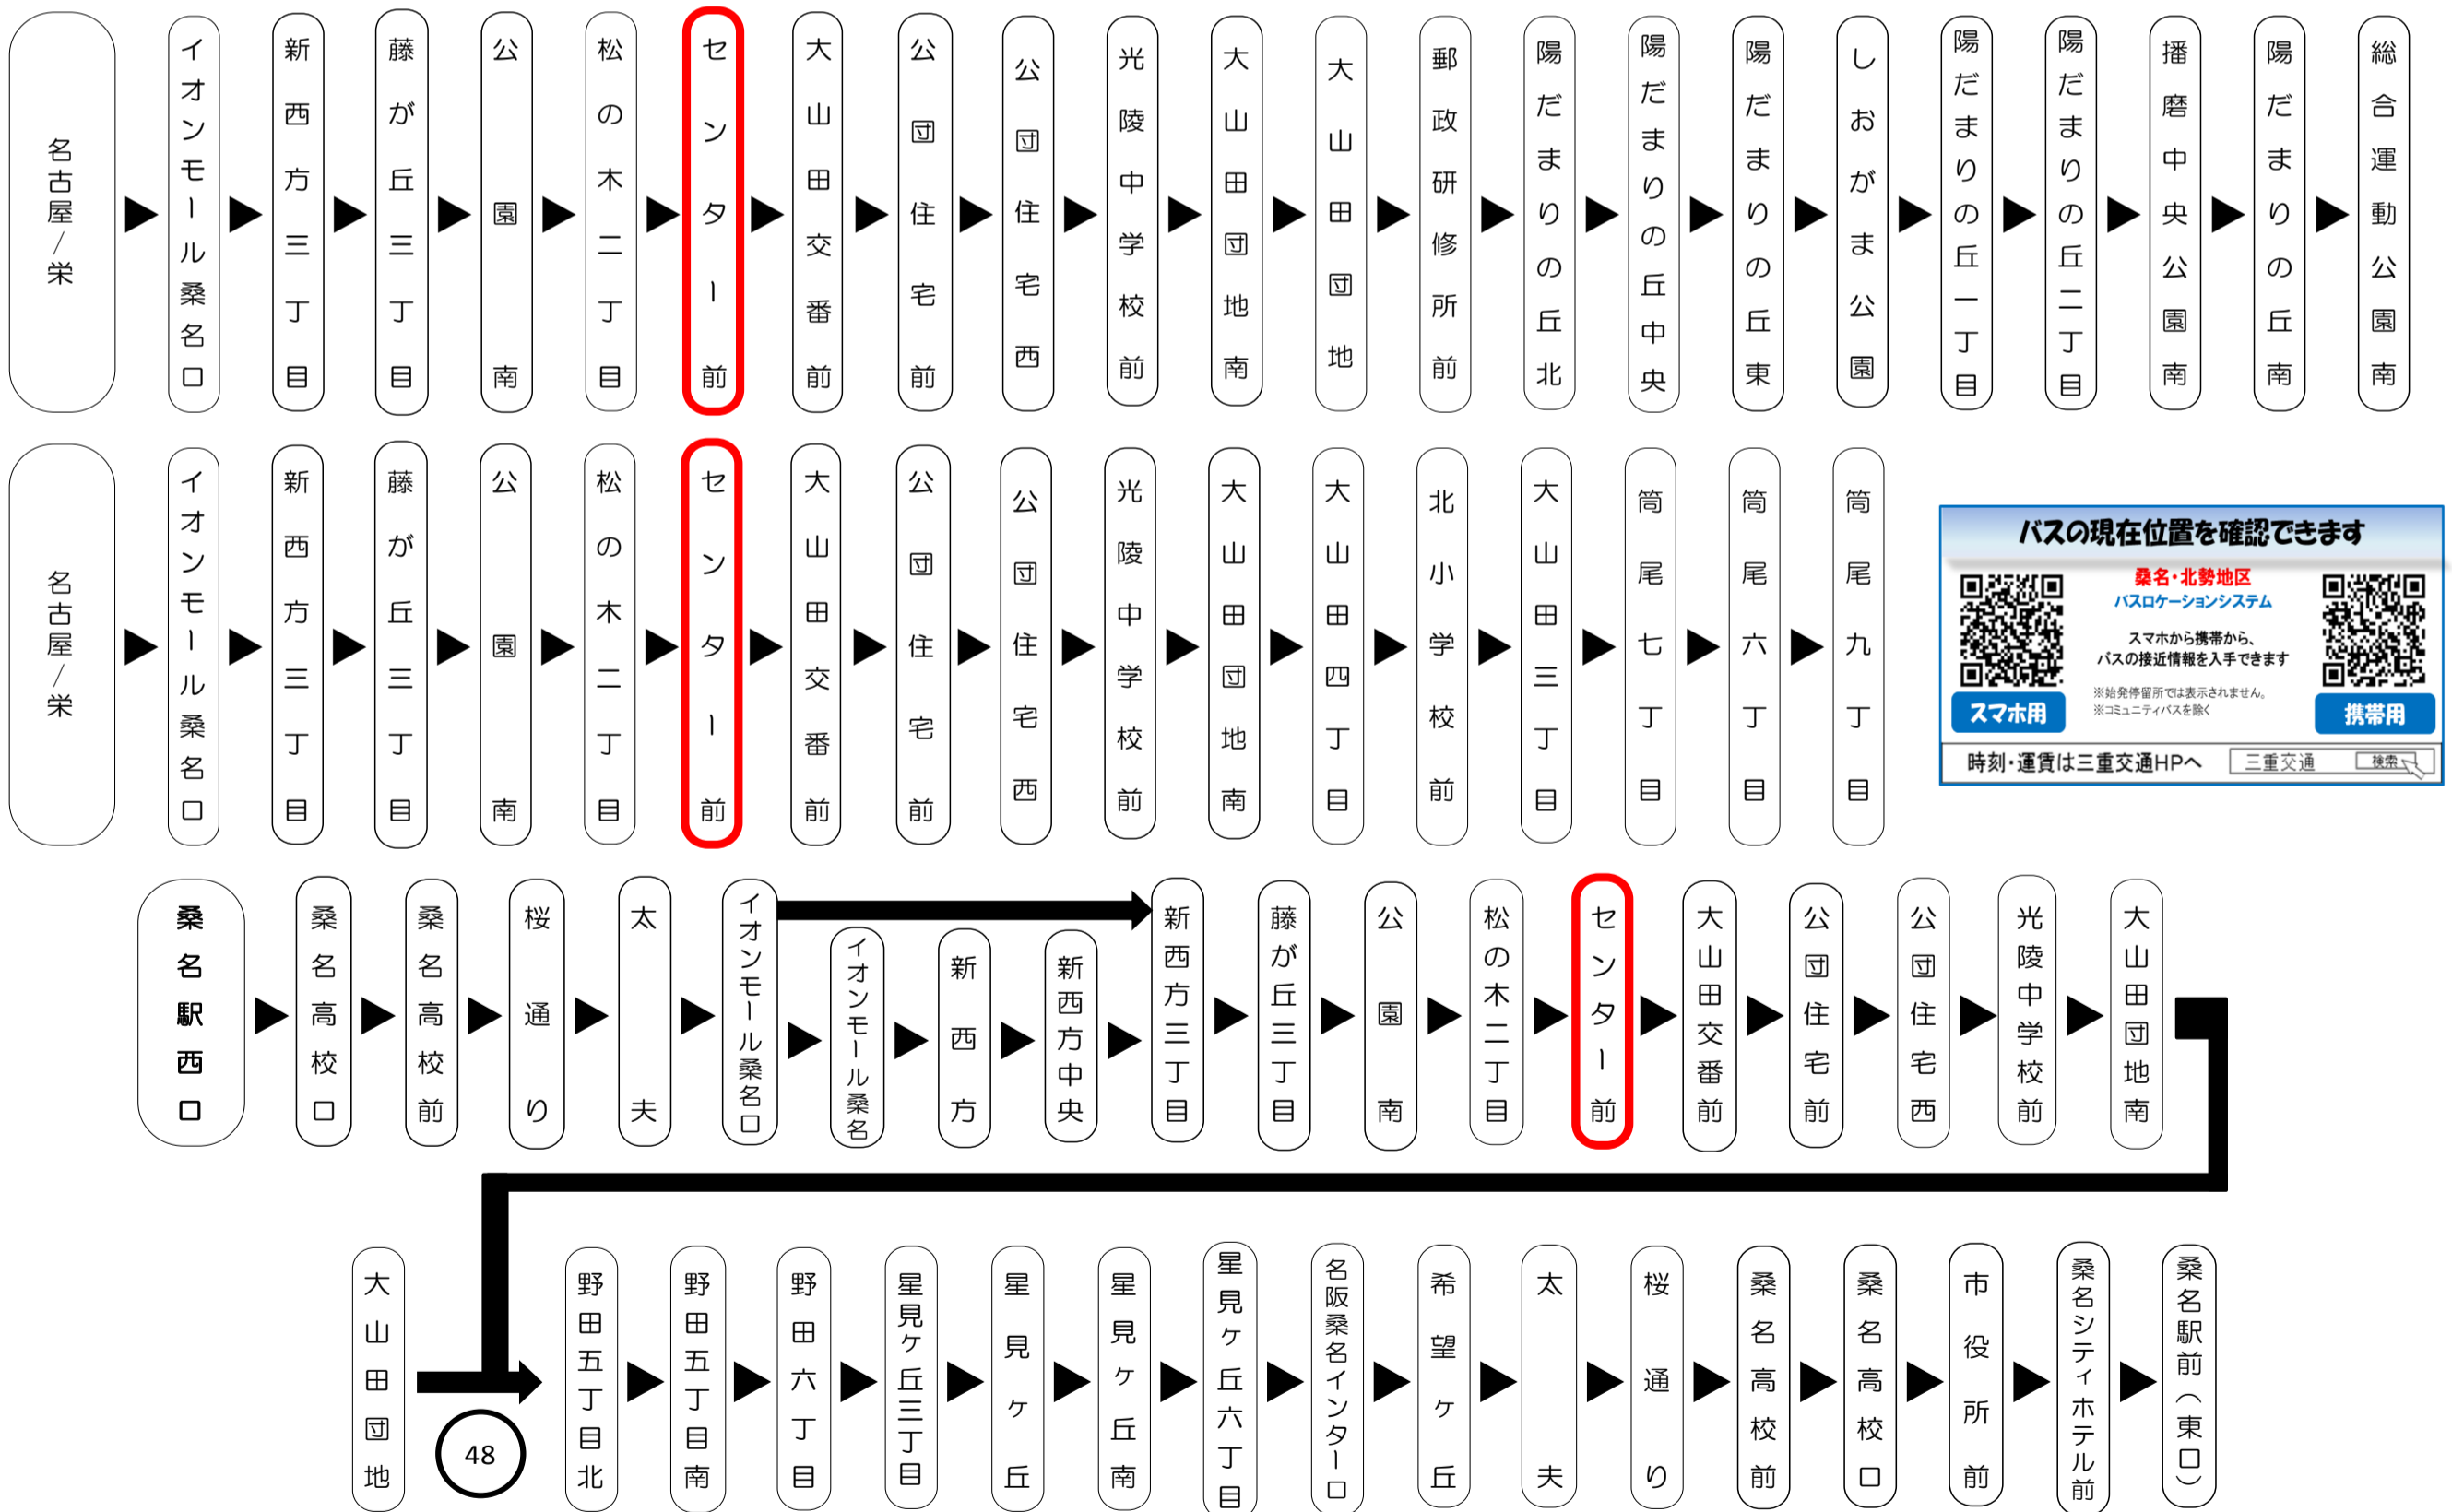 名古屋/栄
イオンモール桑名口
新西方三丁目
藤が丘三丁目
公園南
松の木二丁目
センター前
大山田交番前
公団住宅前
公団住宅西
光陵中学校前
大山田団地南
大山田団地
郵政研修所前
陽だまりの丘北
陽だまりの丘中央
陽だまりの丘東
しおがま公園
陽だまりの丘一丁目
陽だまりの丘二丁目
播磨中央公園南
陽だまりの丘南
総合運動公園南
名古屋/栄
イオンモール桑名口
新西方三丁目
藤が丘三丁目
公園南
松の木二丁目
センター前
大山田交番前
公団住宅前
公団住宅西
光陵中学校前
大山田団地南
大山田四丁目
北小学校前
大山田三丁目
筒尾七丁目
筒尾六丁目
筒尾九丁目
バスの現在位置を確認できます
桑名・北勢地区
バスロケーションシステム
スマホから携帯から、
バスの接近情報を入手できます
※始発停留所では表示されません。
※コミュニティバスを除く
スマホ用
携帯用
時刻・運賃は三重交通HPへ
三重交通
検索
桑名駅西口
桑名高校口
桑名高校前
桜通り
太夫
イオンモール桑名口
イオンモール桑名
新西方
新西方中央
新西方三丁目
藤が丘三丁目
公園南
松の木二丁目
センター前
大山田交番前
公団住宅前
公団住宅西
光陵中学校前
大山田団地南
大山田団地
48
野田五丁目北
野田五丁目南
野田六丁目
星見ケ丘三丁目
星見ケ丘
星見ケ丘南
星見ケ丘六丁目
名阪桑名インター口
希望ケ丘
太夫
桜通り
桑名高校前
桑名高校口
市役所前
桑名シティホテル前
桑名駅前(東口)